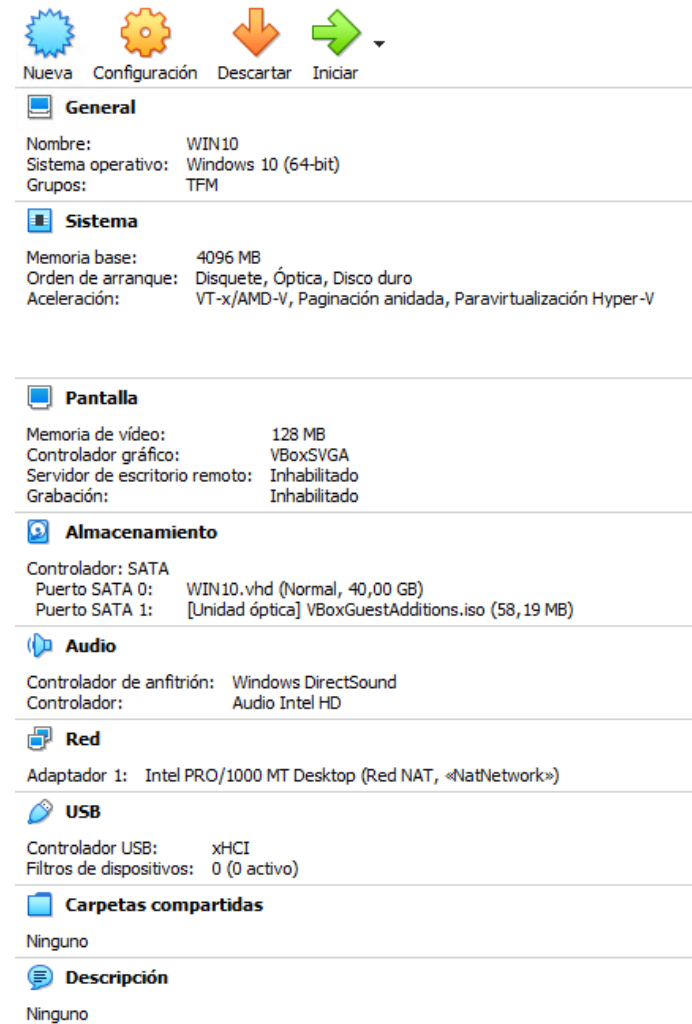 Nueva Configuración Descartar Iniciar
General
Nombre: WIN10
Sistema operativo: Windows 10 (64-bit)
Grupos: TFM
Sistema
Memoria base: 4096 MB
Orden de arranque: Disquete, Óptica, Disco duro
Aceleración: VT-x/AMD-V, Paginación anidada, Paravirtualización Hyper-V
Pantalla
Memoria de vídeo: 128 MB
Controlador gráfico: VBoxSVGA
Servidor de escritorio remoto: Inhabilitado
Grabación: Inhabilitado
Almacenamiento
Controlador: SATA
Puerto SATA 0: WIN10.vhd (Normal, 40,00 GB)
Puerto SATA 1: [Unidad óptica] VBoxGuestAdditions.iso (58,19 MB)
Audio
Controlador de anfitrión: Windows DirectSound
Controlador: Audio Intel HD
Red
Adaptador 1: Intel PRO/1000 MT Desktop (Red NAT, «NatNetwork»)
USB
Controlador USB: xHCI
Filtros de dispositivos: 0 (0 activo)
Carpetas compartidas
Ninguno
Descripción
Ninguno